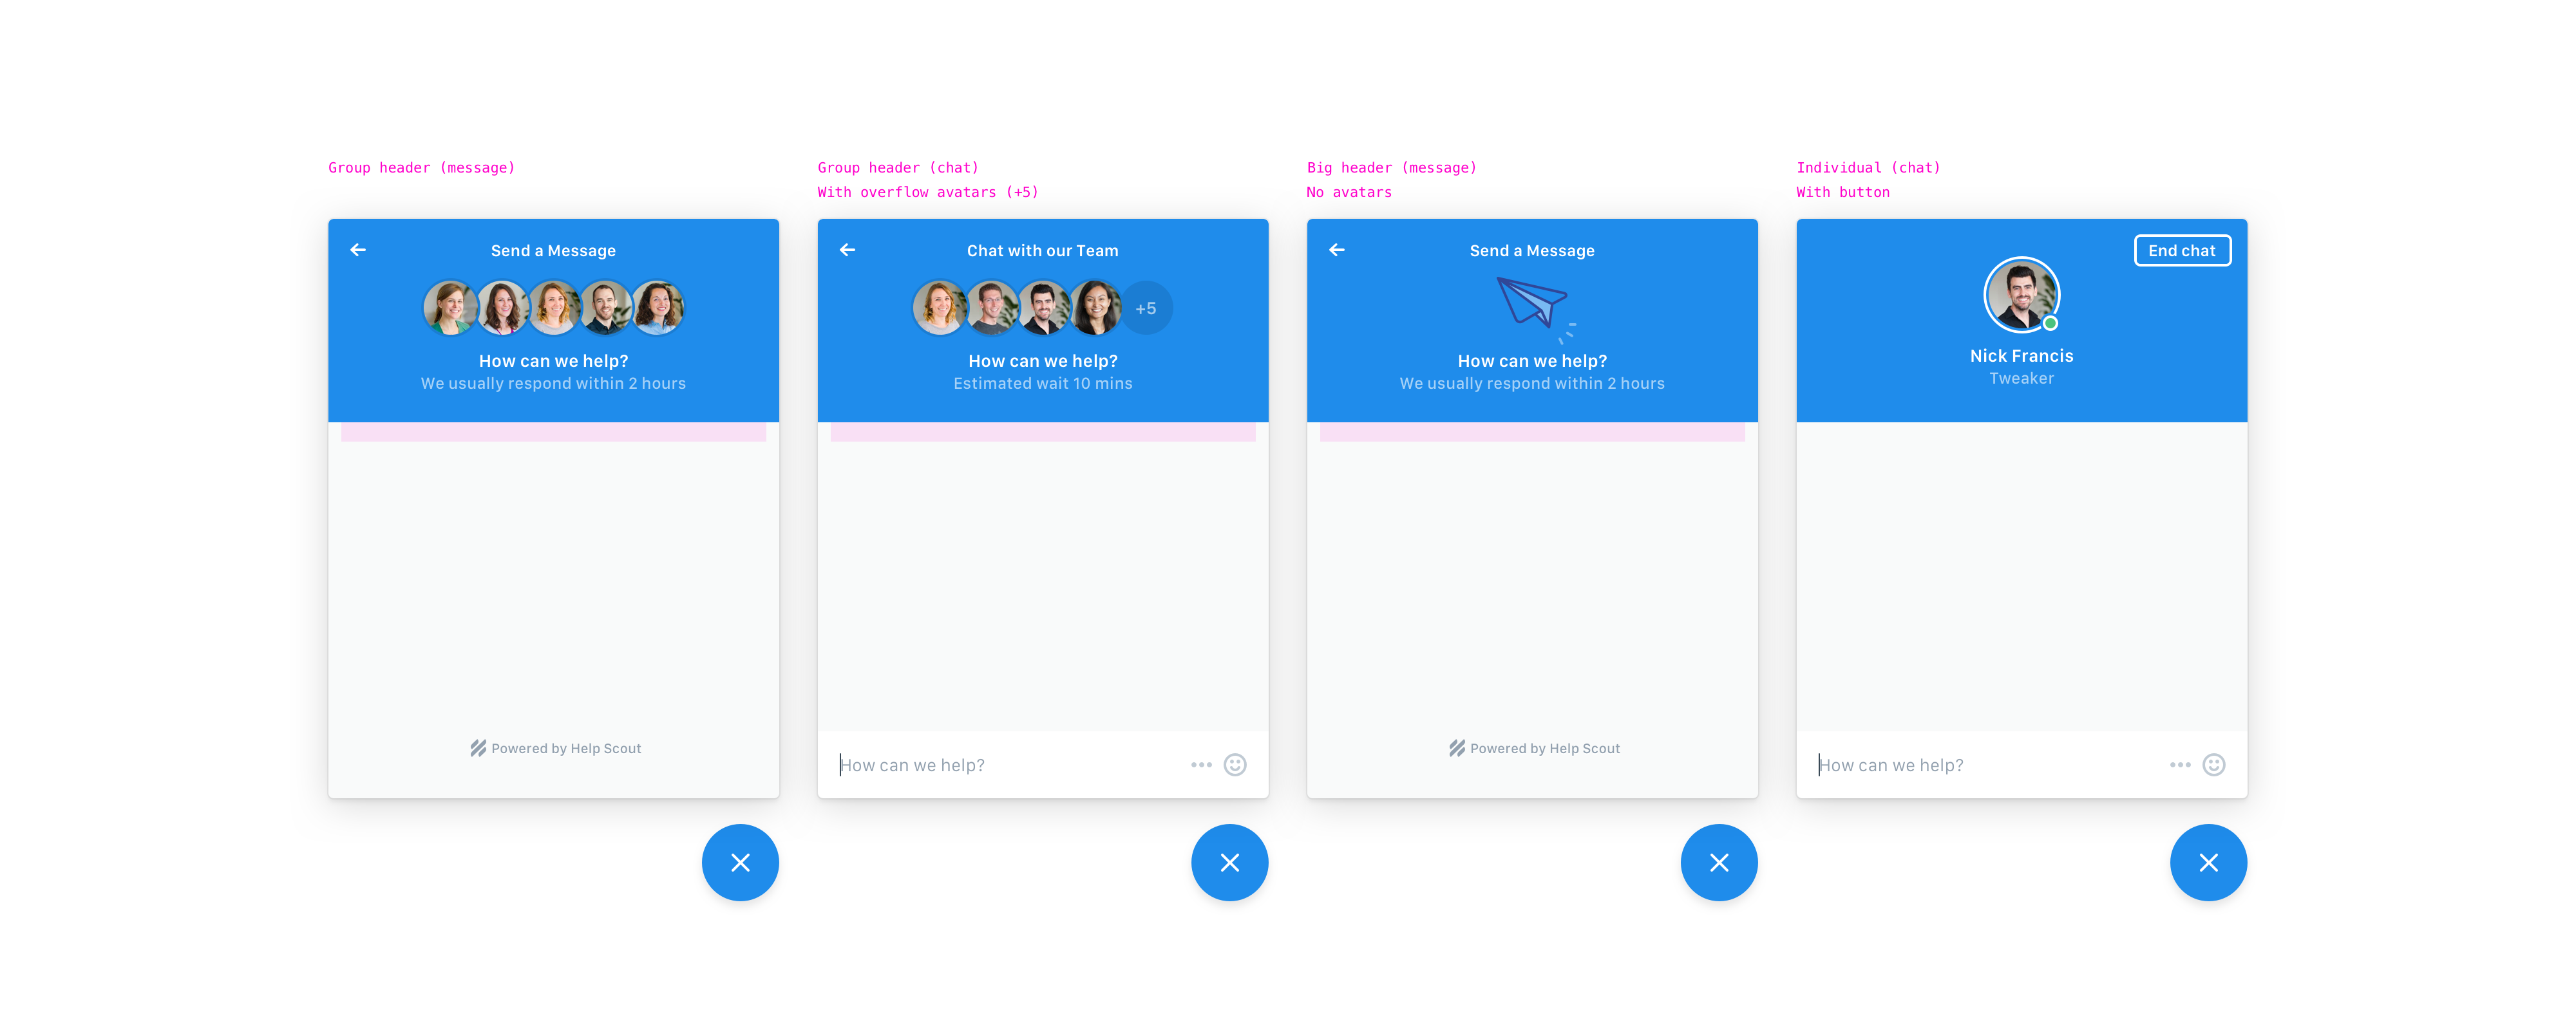 Group header (message)
Send a Message
How can we help?
We usually respond within 2 hours
Powered by Help Scout
Group header (chat)
With overflow avatars (+5)
Chat with our Team
+5
How can we help?
Estimated wait 10 mins
How can we help?
Big header (message)
No avatars
Send a Message
How can we help?
We usually respond within 2 hours
Powered by Help Scout
Individual (chat)
With button
End chat
Nick Francis
Tweaker
How can we help?